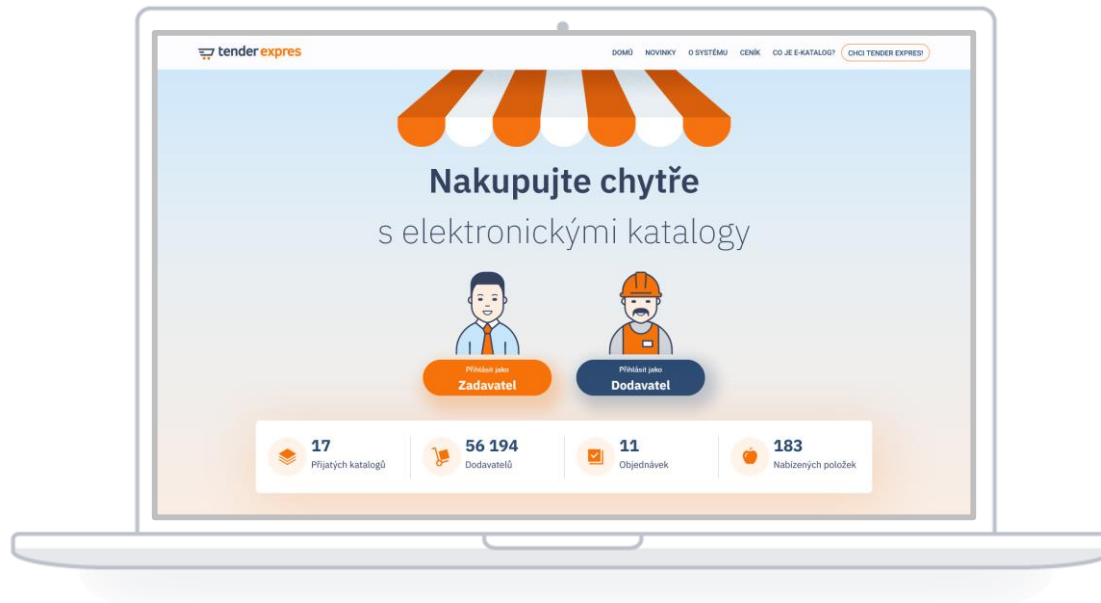 tender expres
DOMŮ NOVINKY O SYSTÉMU CENÍK CO JE E-KATALOG? CHCI TENDER EXPRES!
Nakupujte chytře
s elektronickými katalogy
Přihlásit jako
Zadavatel
Přihlásit jako
Dodavatel
17
Přijatých katalogů
56 194
Dodavatelů
11
Objednávek
183
Nabízených položek